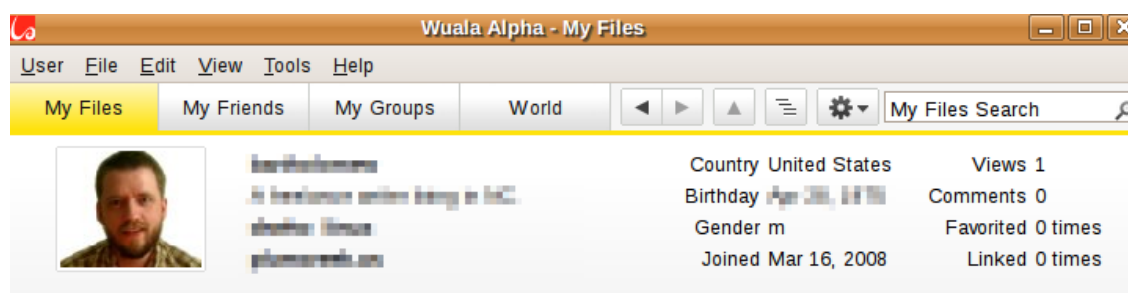 Wuala Alpha - My Files
User File Edit View Tools Help
My Files My Friends My Groups World My Files Search
Country United States Views 1
Birthday Comments 0
Gender m Favorited 0 times
Joined Mar 16, 2008 Linked 0 times